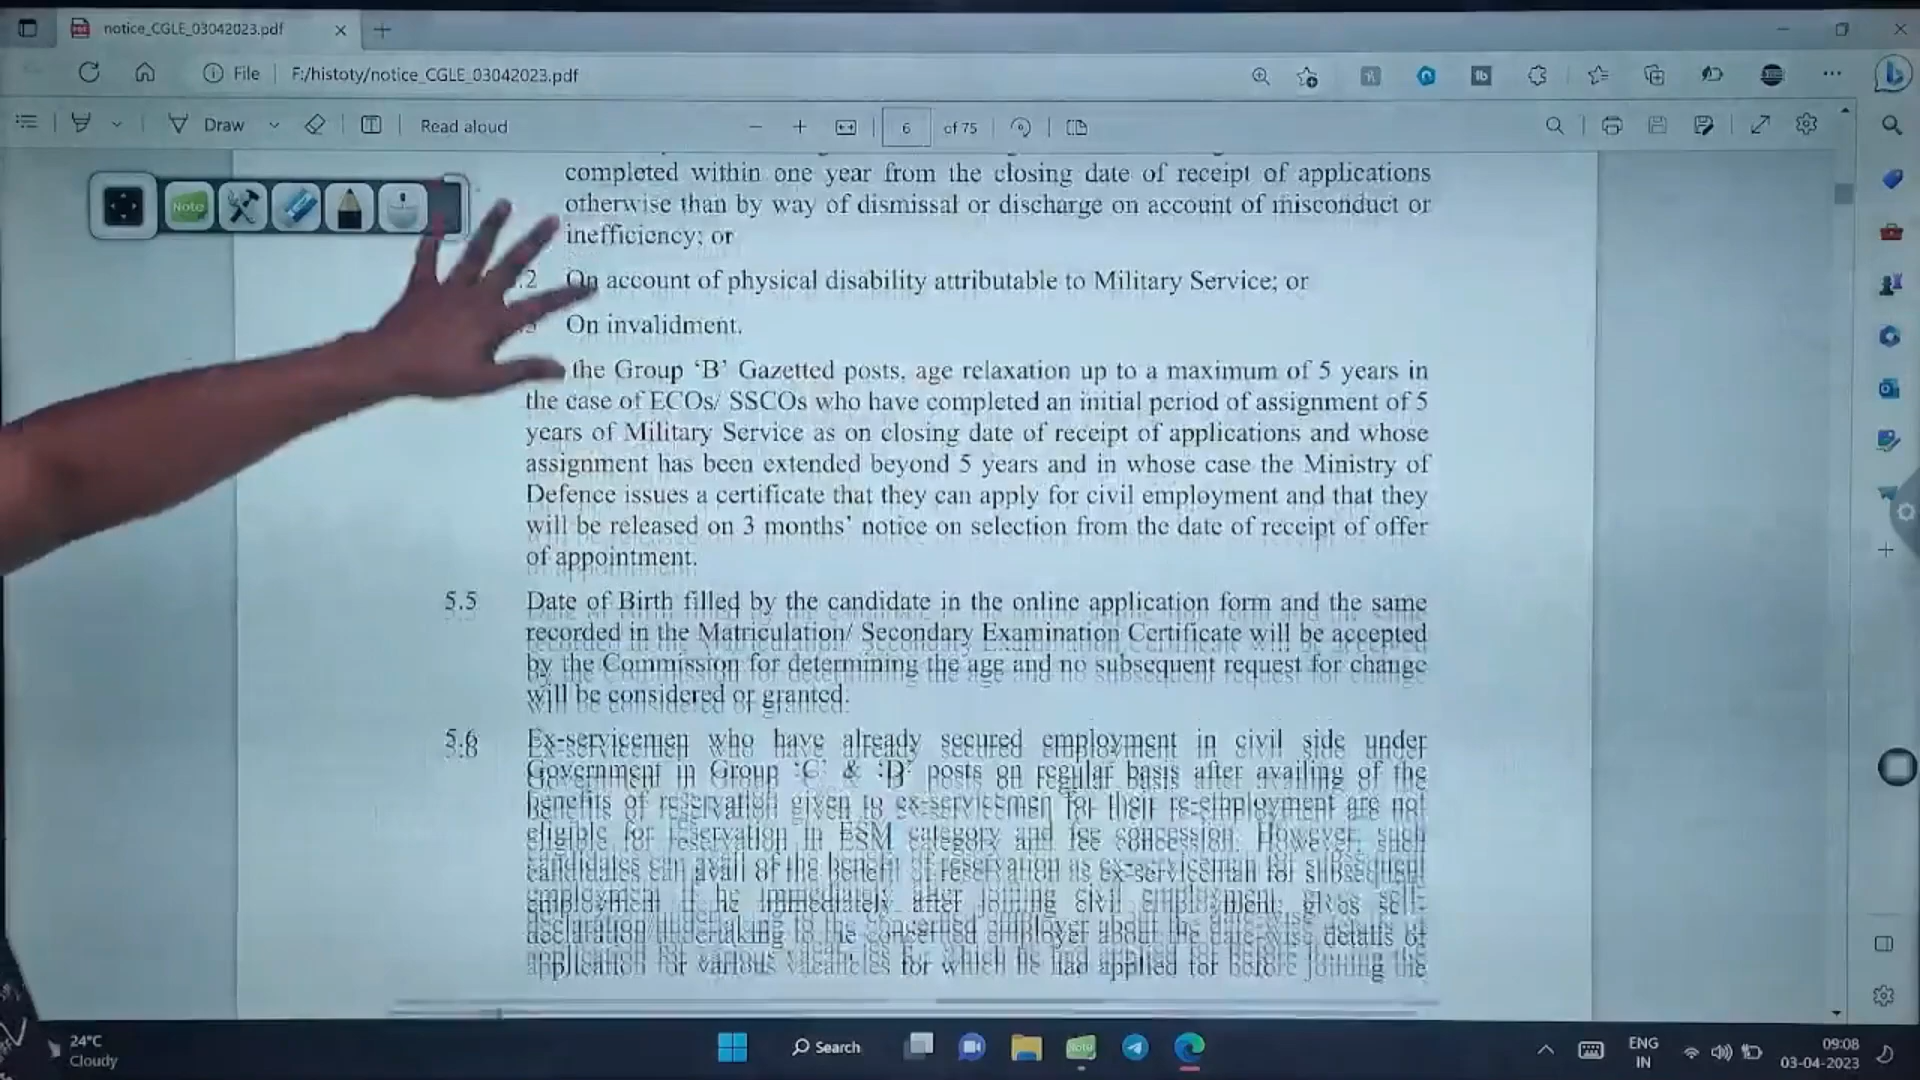 notice_CGLE_03042023.pdf
File
F:/histoty/notice_CGLE_03042023.pdf
Draw
Read aloud
6
of 75
Note
completed within one year from the closing date of receipt of applications
otherwise than by way of dismissal or discharge on account of misconduct or
inefficiency; or
.2 On account of physical disability attributable to Military Service; or
On invalidment.
the Group ‘B’ Gazetted posts, age relaxation up to a maximum of 5 years in
the case of ECOs/ SSCOs who have completed an initial period of assignment of 5
years of Military Service as on closing date of receipt of applications and whose
assignment has been extended beyond 5 years and in whose case the Ministry of
Defence issues a certificate that they can apply for civil employment and that they
will be released on 3 months’ notice on selection from the date of receipt of offer
of appointment.
5.5 Date of Birth filled by the candidate in the online application form and the same
recorded in the Matriculation/ Secondary Examination Certificate will be accepted
by the Commission for determining the age and no subsequent request for change
will be considered or granted.
5.6 Ex-servicemen who have already secured employment in civil side under
Government in Group ‘C’ & ‘B’ posts on regular basis after availing of the
benefits of reservation given to ex-servicemen for their re-employment are not
eligible for reservation in ESM category and fee concession. However, such
candidates can avail of the benefit of reservation as ex-serviceman for subsequent
employment if he immediately after joining civil employment, gives self-
declaration/undertaking to the concerned employer about the date-wise details of
application for various vacancies for which he had applied for before joining the
24°C
Cloudy
Search
Note
ENG
IN
09:08
03-04-2023